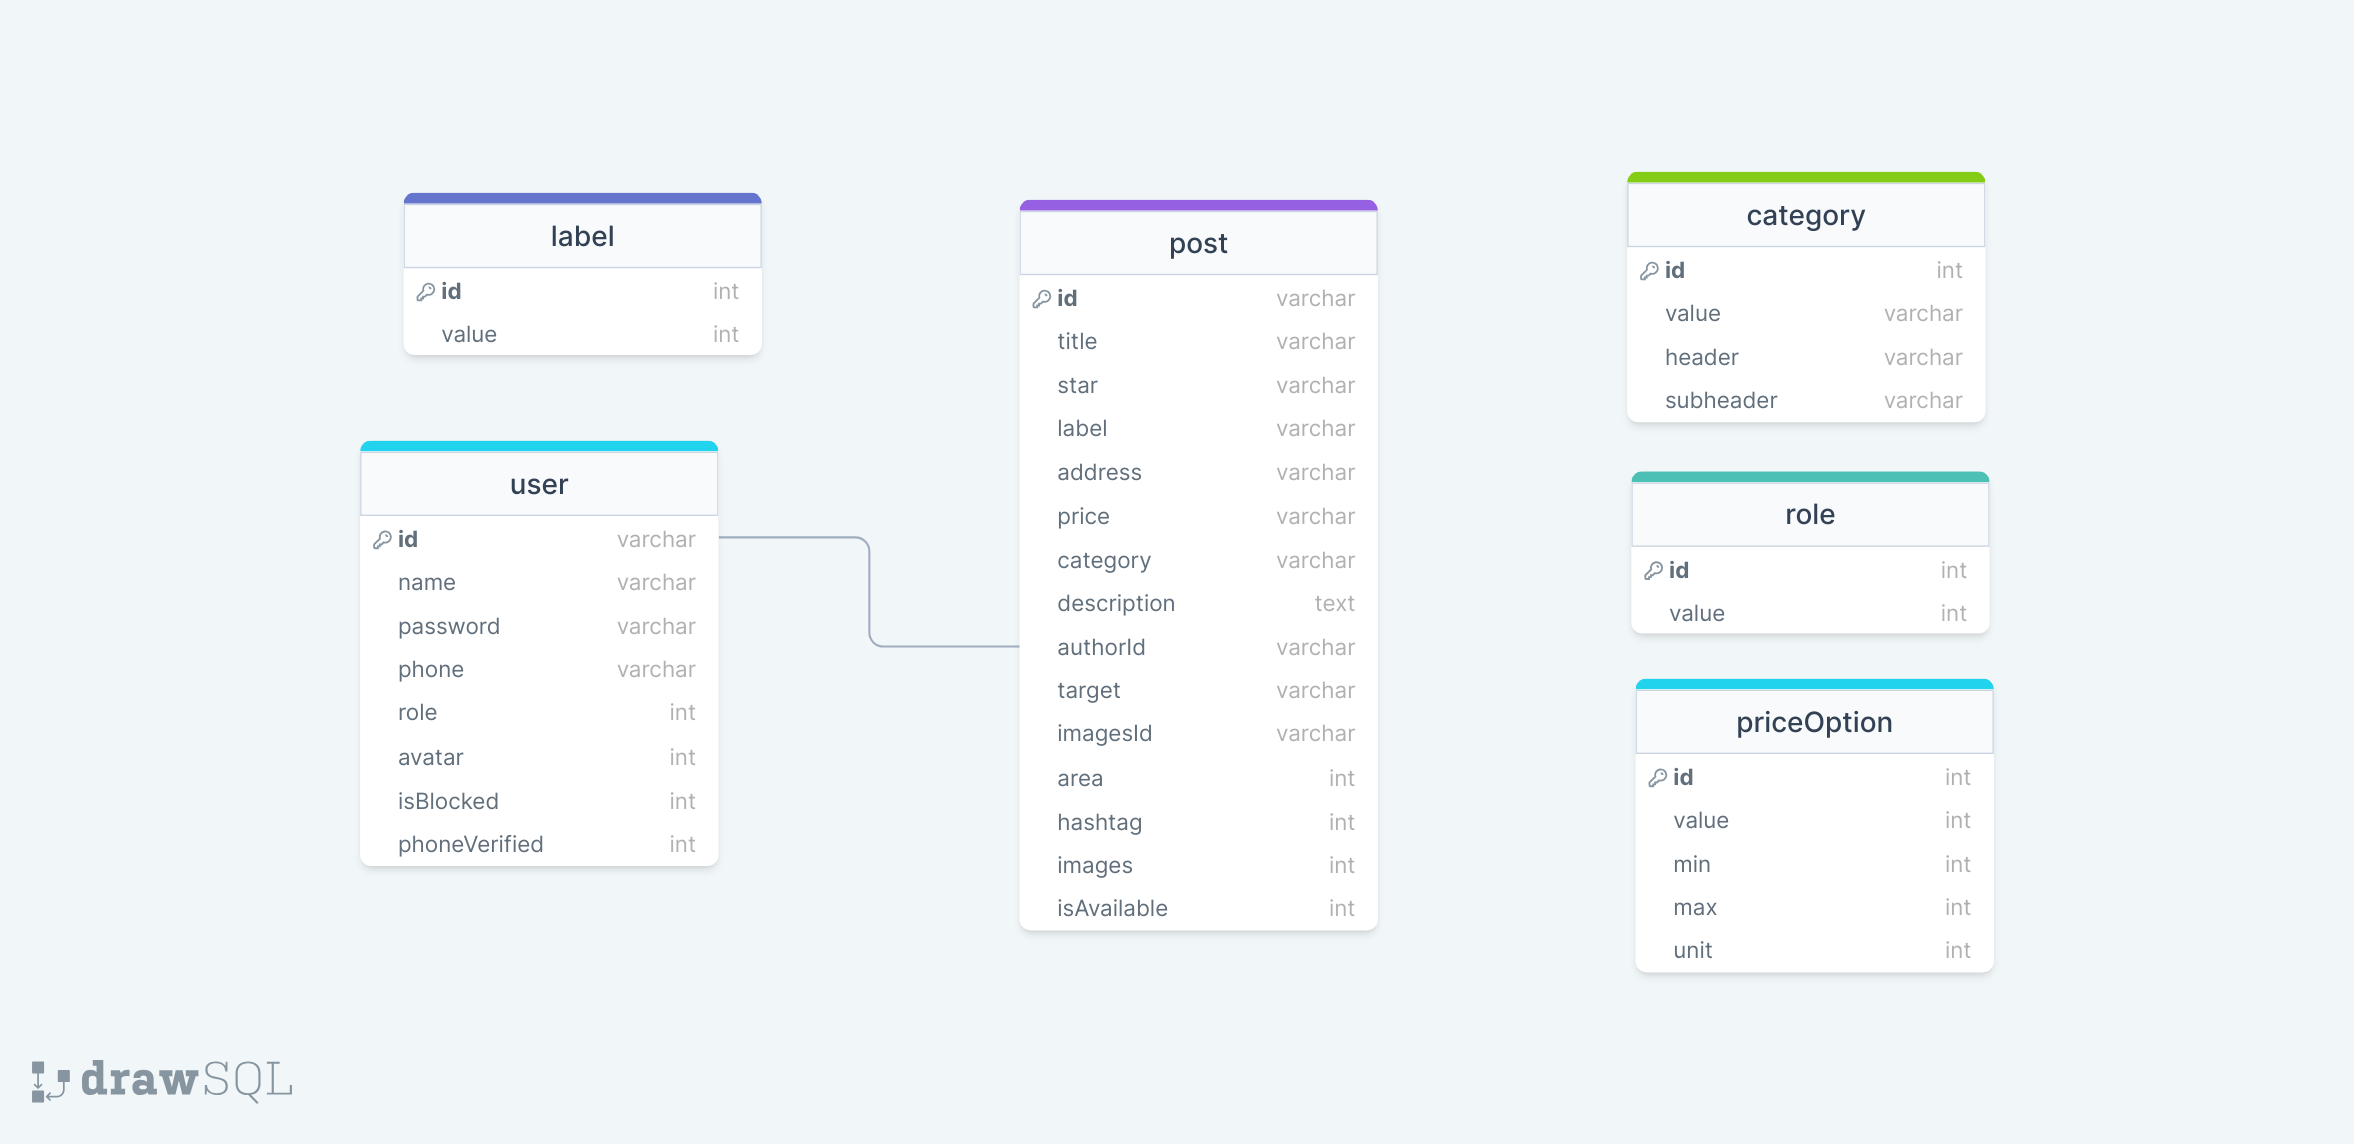 label
id int
value int
user
id varchar
name varchar
password varchar
phone varchar
role int
avatar int
isBlocked int
phoneVerified int
post
id varchar
title varchar
star varchar
label varchar
address varchar
price varchar
category varchar
description text
authorId varchar
target varchar
imagesId varchar
area int
hashtag int
images int
isAvailable int
category
id int
value varchar
header varchar
subheader varchar
role
id int
value int
priceOption
id int
value int
min int
max int
unit int
drawSQL